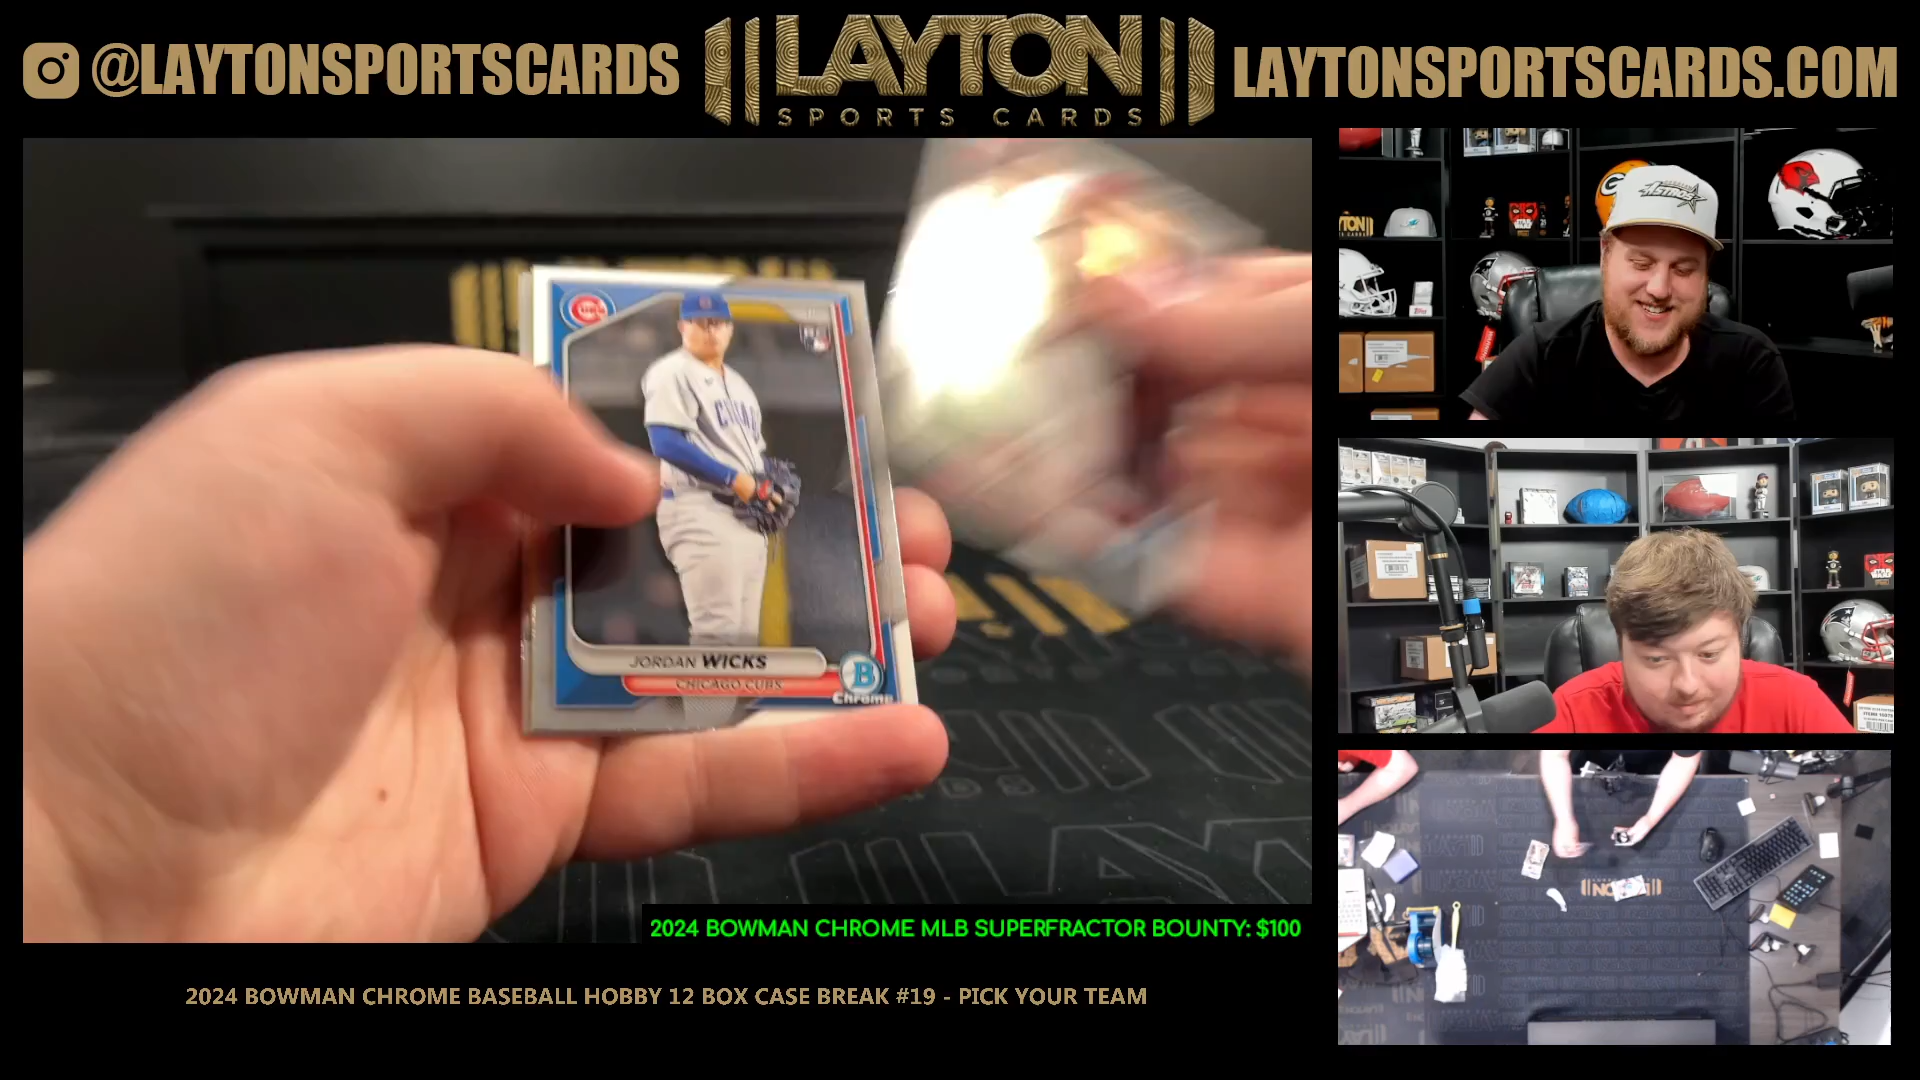 @LAYTONSPORTSCARDS
LAYTON
SPORTS CARDS
LAYTONSPORTSCARDS.COM
RC
JORDAN WICKS
CHICAGO CUBS
B
Chrome
2024 BOWMAN CHROME MLB SUPERFRACTOR BOUNTY: $100
2024 BOWMAN CHROME BASEBALL HOBBY 12 BOX CASE BREAK #19 - PICK YOUR TEAM